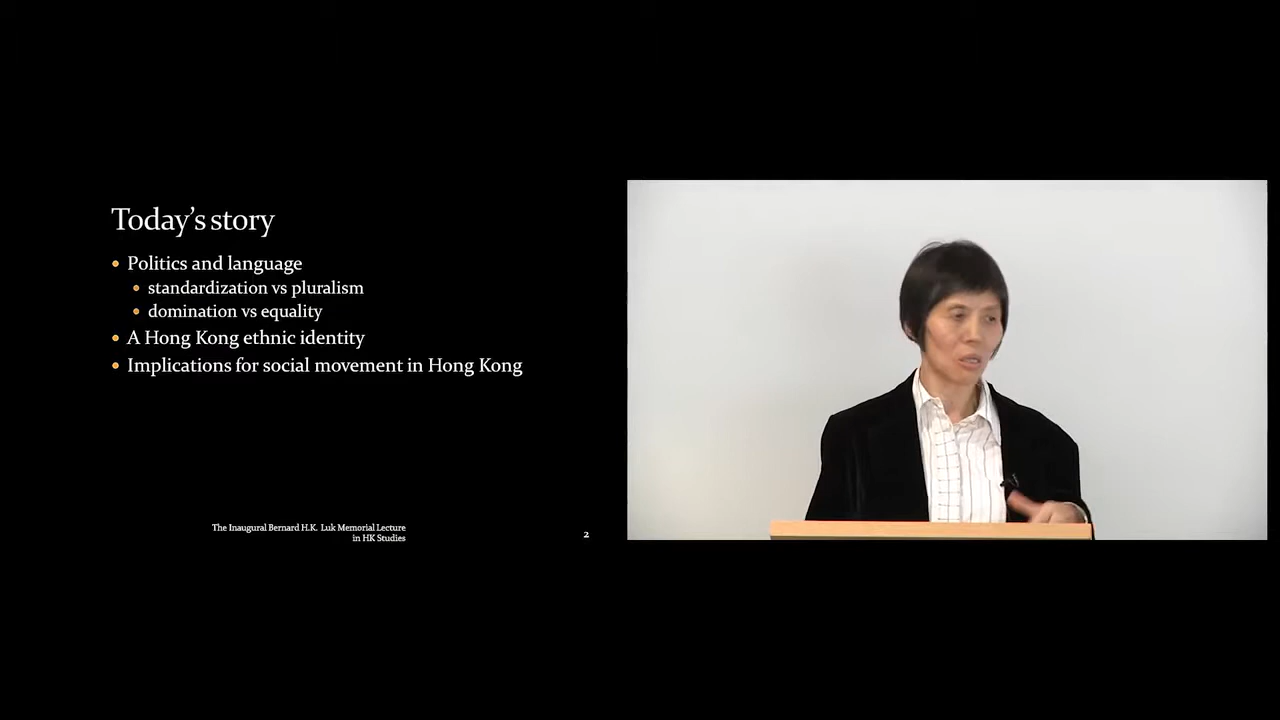 Today's story
• Politics and language
• standardization vs pluralism
• domination vs equality
• A Hong Kong ethnic identity
• Implications for social movement in Hong Kong
The Inaugural Bernard H.K. Luk Memorial Lecture
in HK Studies
2